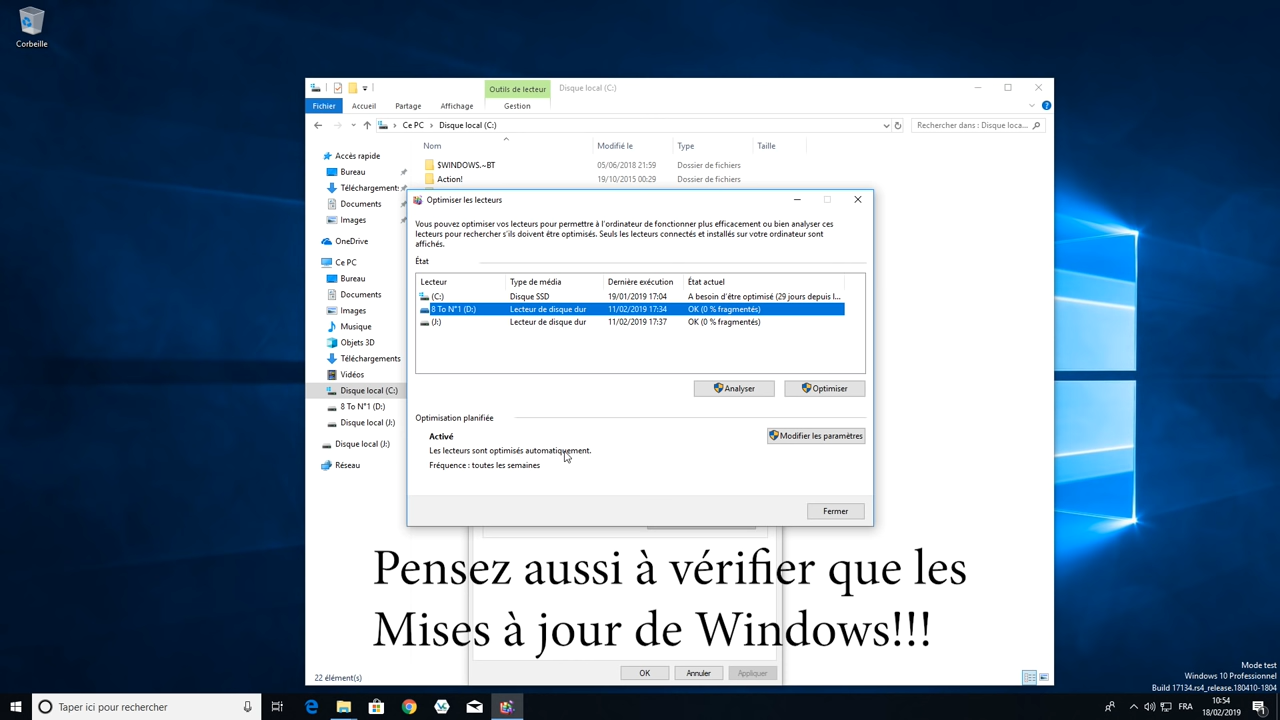 Corbeille
Outils de lecteur
Disque local (C:)
Fichier
Accueil
Partage
Affichage
Gestion
Ce PC
Disque local (C:)
Rechercher dans : Disque loca...
Nom
Modifié le
Type
Taille
$WINDOWS.~BT
05/06/2018 21:59
Dossier de fichiers
Action!
19/10/2015 00:29
Dossier de fichiers
Accès rapide
Bureau
Téléchargement:
Documents
Images
OneDrive
Ce PC
Bureau
Documents
Images
Musique
Objets 3D
Téléchargements
Vidéos
Disque local (C:)
8 To N°1 (D:)
Disque local (J:)
Disque local (J:)
Réseau
22 élément(s)
Optimiser les lecteurs
Vous pouvez optimiser vos lecteurs pour permettre à l'ordinateur de fonctionner plus efficacement ou bien analyser ces
lecteurs pour rechercher s'ils doivent être optimisés. Seuls les lecteurs connectés et installés sur votre ordinateur sont
affichés.
État
Lecteur
Type de média
Dernière exécution
État actuel
(C:)
Disque SSD
19/01/2019 17:04
A besoin d'être optimisé (29 jours depuis l...
8 To N°1 (D:)
Lecteur de disque dur
11/02/2019 17:34
OK (0 % fragmentés)
(J:)
Lecteur de disque dur
11/02/2019 17:37
OK (0 % fragmentés)
Analyser
Optimiser
Optimisation planifiée
Activé
Modifier les paramètres
Les lecteurs sont optimisés automatiquement.
Fréquence : toutes les semaines
Fermer
Pensez aussi à vérifier que les
Mises à jour de Windows!!!
OK
Annuler
Appliquer
Mode test
Windows 10 Professionnel
Build 17134.rs4_release.180410-1804
Taper ici pour rechercher
FRA
10:54
18/02/2019
1